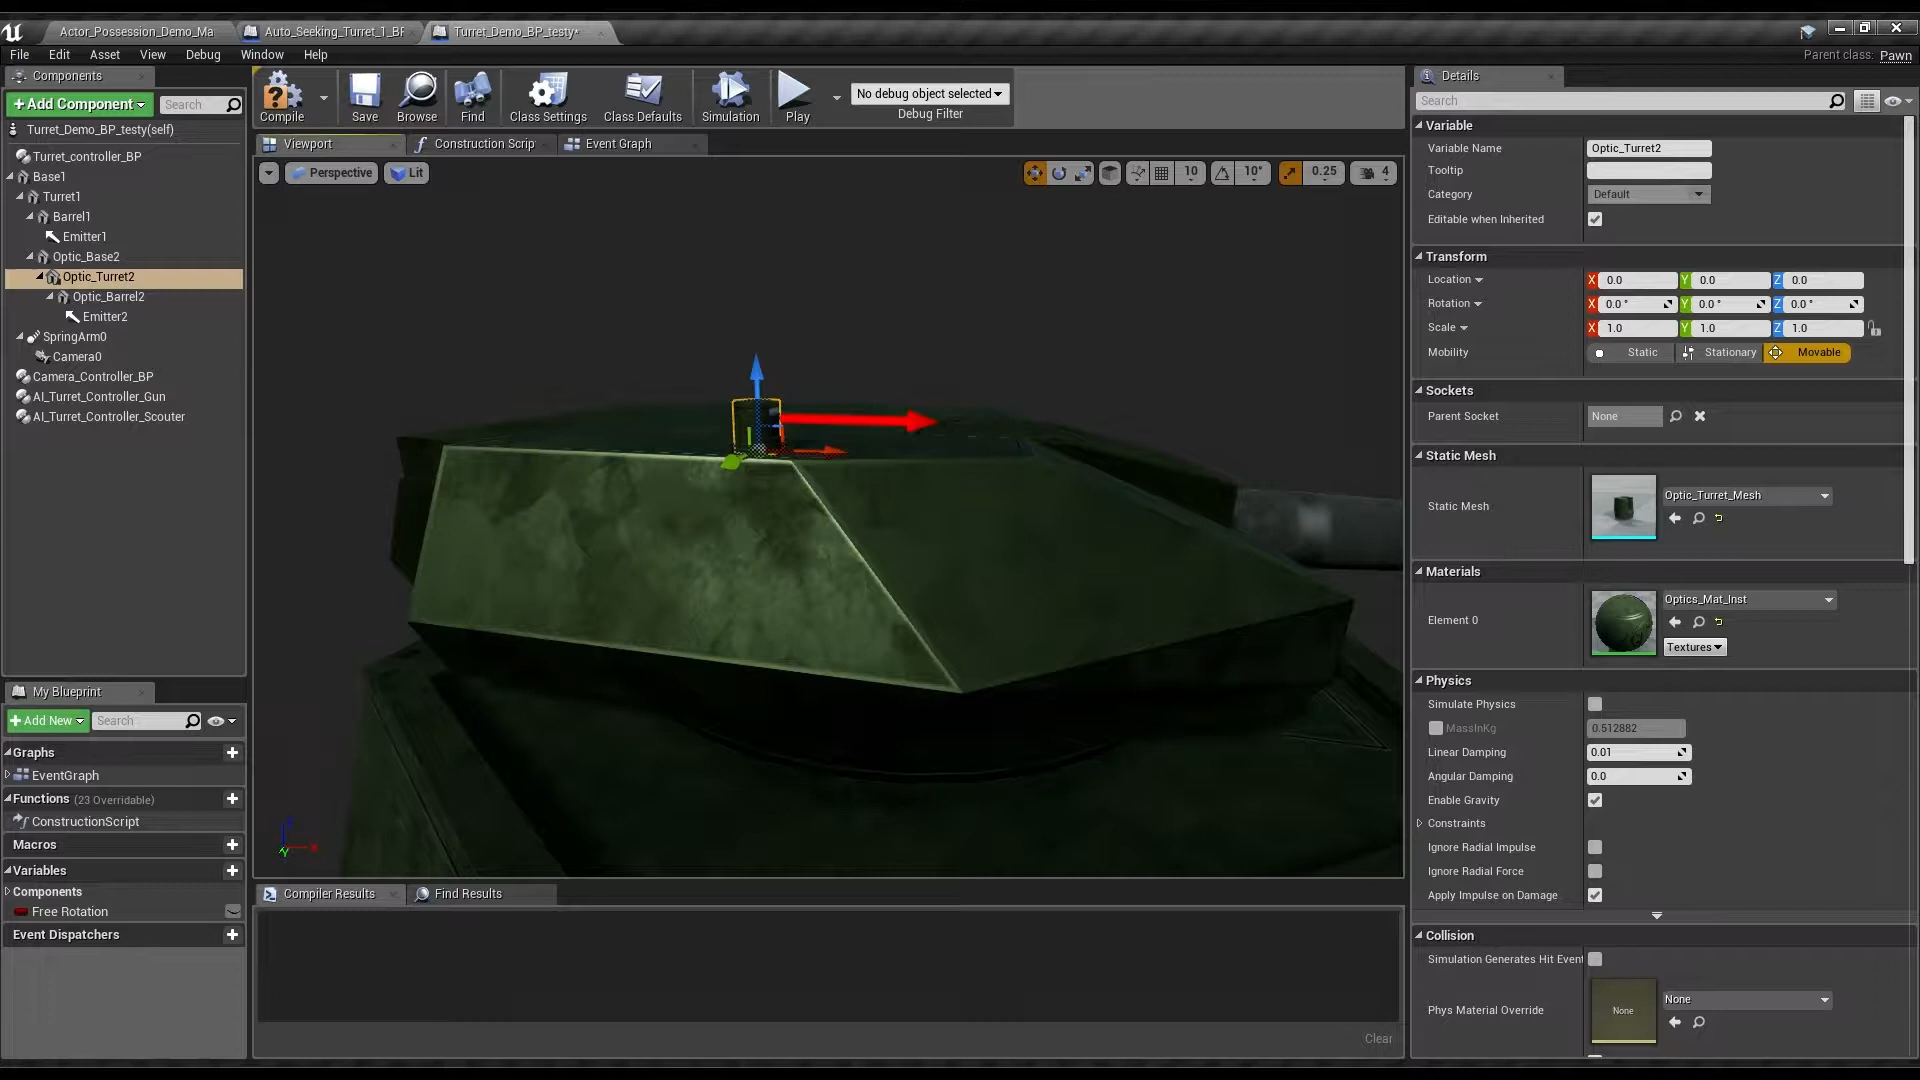 Actor_Possession_Demo_Ma
Auto_Seeking_Turret_1_BP
Turret_Demo_BP_testy*
File Edit Asset View Debug Window Help
Parent class: Pawn
Components
+Add Component
Search
Turret_Demo_BP_testy(self)
Turret_controller_BP
Base1
Turret1
Barrel1
Emitter1
Optic_Base2
Optic_Turret2
Optic_Barrel2
Emitter2
SpringArm0
Camera0
Camera_Controller_BP
AI_Turret_Controller_Gun
AI_Turret_Controller_Scouter
My Blueprint
+Add New
Search
Graphs
EventGraph
Functions (23 Overridable)
ConstructionScript
Macros
Variables
Components
Free Rotation
Event Dispatchers
Compile
Save
Browse
Find
Class Settings
Class Defaults
Simulation
Play
No debug object selected
Debug Filter
Viewport
Construction Scrip
Event Graph
Perspective
Lit
10
10°
0.25
4
Compiler Results
Find Results
Clear
Details
Search
Variable
Variable Name Optic_Turret2
Tooltip
Category Default
Editable when Inherited
Transform
Location X 0.0 Y 0.0 Z 0.0
Rotation X 0.0 ° Y 0.0 ° Z 0.0 °
Scale X 1.0 Y 1.0 Z 1.0
Mobility Static Stationary Movable
Sockets
Parent Socket None
Static Mesh
Static Mesh Optic_Turret_Mesh
Materials
Element 0 Optics_Mat_Inst
Textures
Physics
Simulate Physics
MassInKg 0.512882
Linear Damping 0.01
Angular Damping 0.0
Enable Gravity
Constraints
Ignore Radial Impulse
Ignore Radial Force
Apply Impulse on Damage
Collision
Simulation Generates Hit Event
Phys Material Override None None